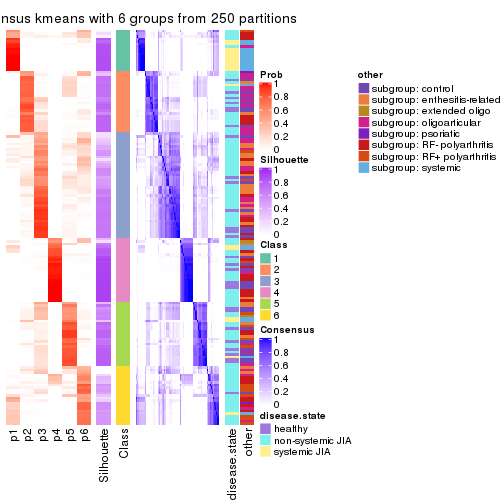 nsus kmeans with 6 groups from 250 partitions
Prob
1
0.8
0.6
0.4
0.2
0
Silhouette
1
0.8
0.6
0.4
0.2
0
Class
1
2
3
4
5
6
Consensus
1
0.8
0.6
0.4
0.2
0
disease.state
healthy
non-systemic JIA
systemic JIA
other
subgroup: control
subgroup: enthesitis-related
subgroup: extended oligo
subgroup: oligoarticular
subgroup: psoriatic
subgroup: RF- polyarthritis
subgroup: RF+ polyarthritis
subgroup: systemic
p1
p2
p3
p4
p5
p6
Silhouette
Class
disease.state
other